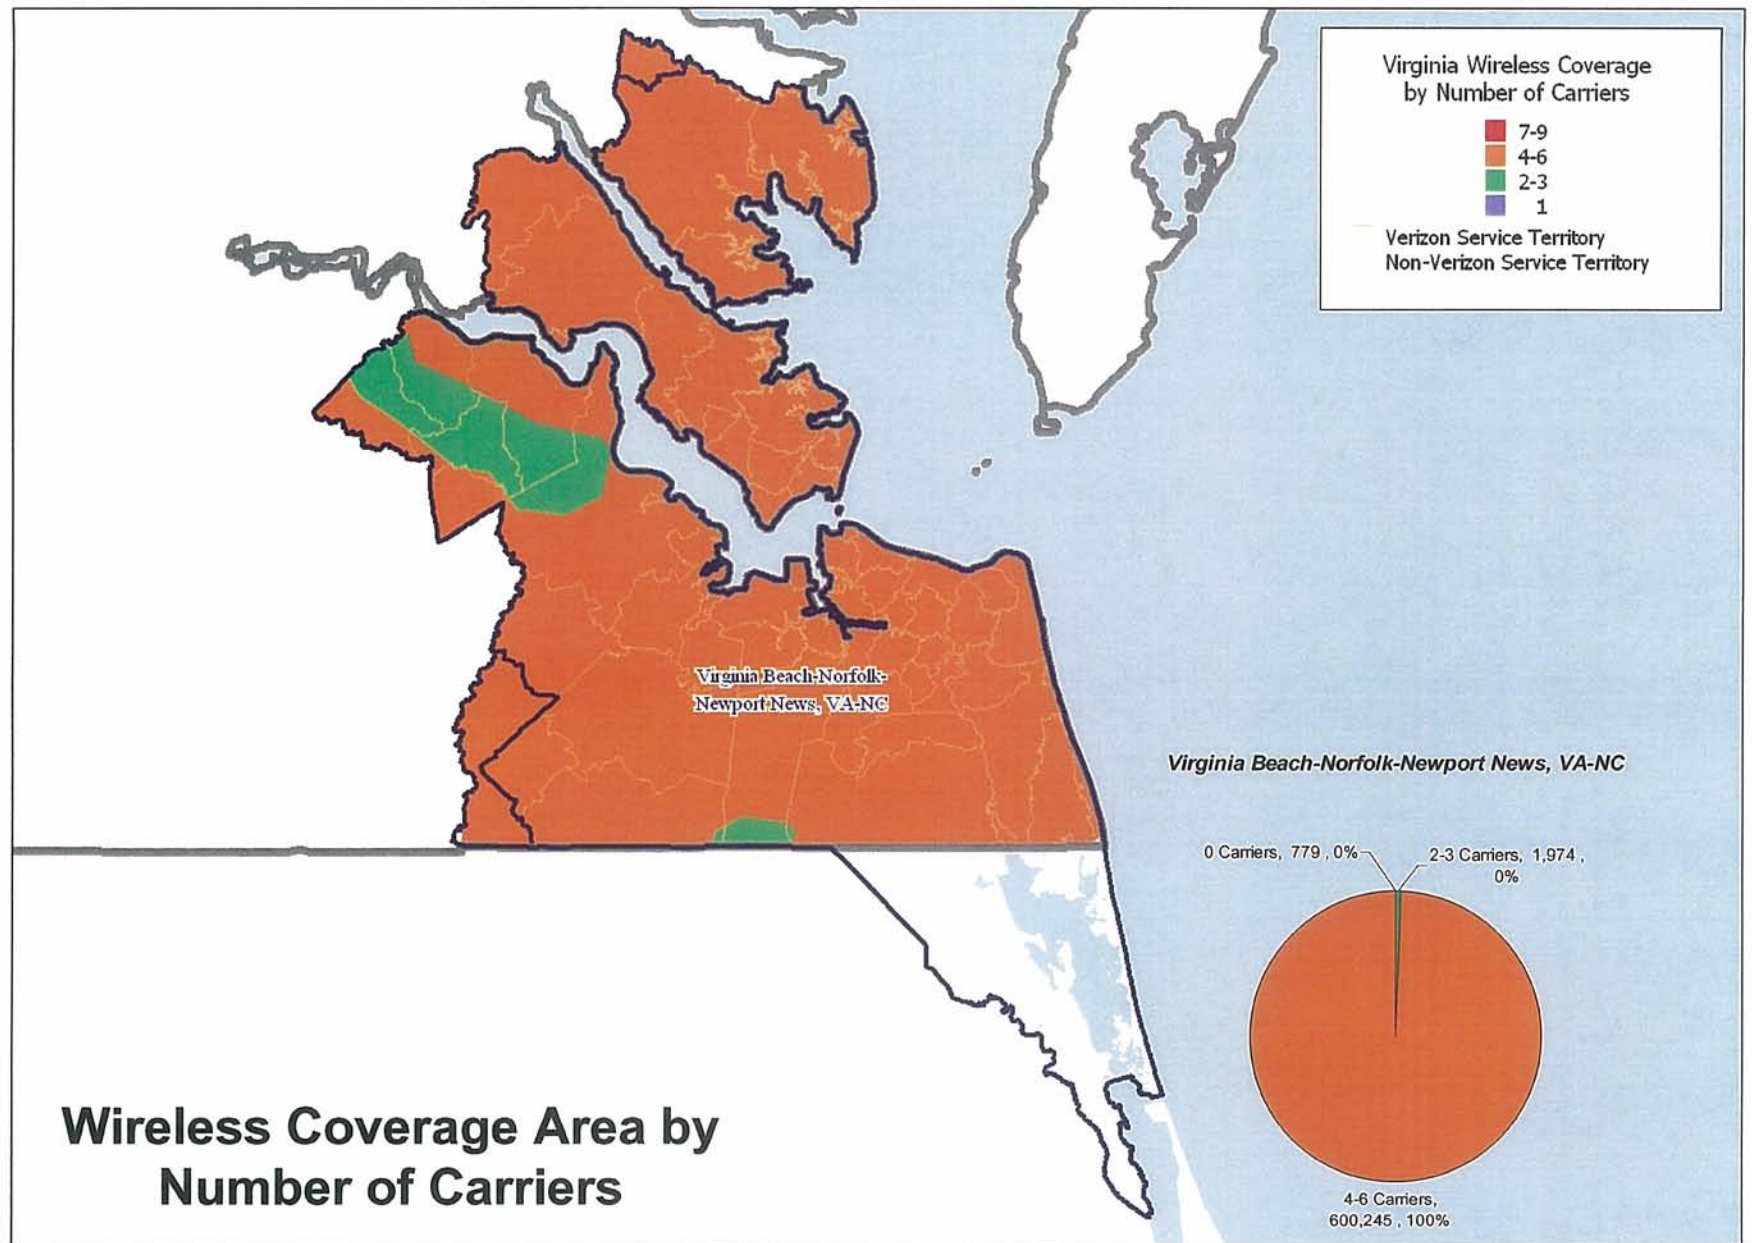 Virginia Wireless Coverage
by Number of Carriers
7-9
4-6
2-3
1
Verizon Service Territory
Non-Verizon Service Territory
Virginia Beach-Norfolk-
Newport News, VA-NC
Virginia Beach-Norfolk-Newport News, VA-NC
0 Carriers, 779 , 0%
2-3 Carriers, 1,974 ,
0%
4-6 Carriers,
600,245 , 100%
Wireless Coverage Area by
Number of Carriers